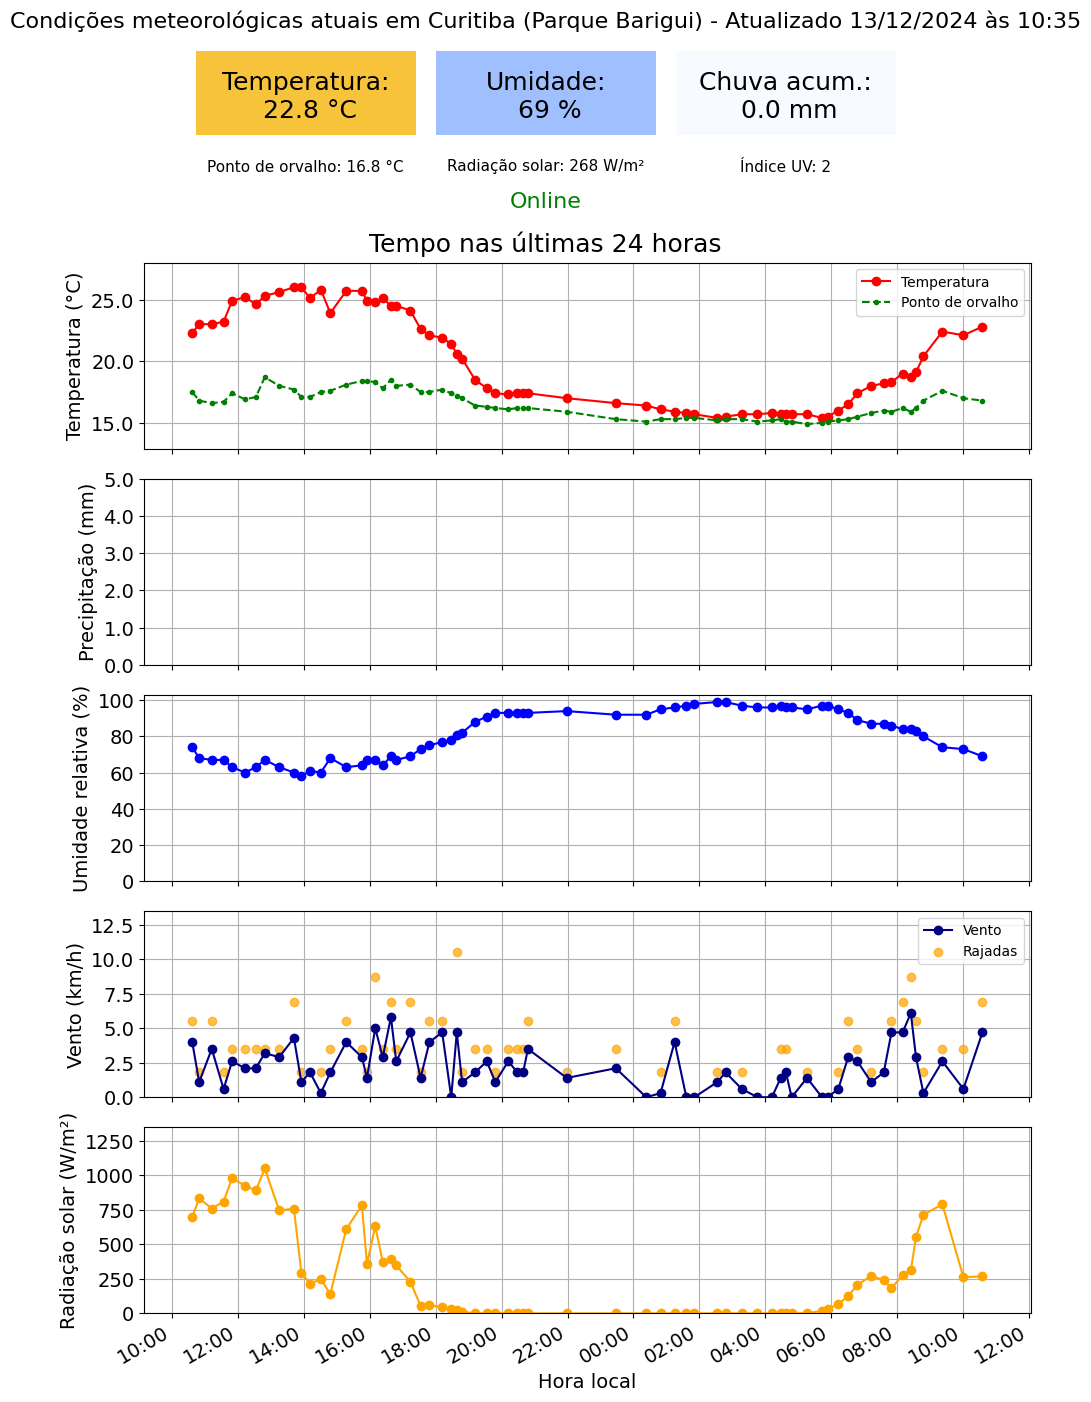 Condições meteorológicas atuais em Curitiba (Parque Barigui) - Atualizado 13/12/2024 às 10:35
Temperatura:
22.8 °C
Umidade:
69 %
Chuva acum.:
0.0 mm
Ponto de orvalho: 16.8 °C
Radiação solar: 268 W/m²
Índice UV: 2
Online
Tempo nas últimas 24 horas
Temperatura (°C)
25.0
20.0
15.0
Temperatura
Ponto de orvalho
Precipitação (mm)
5.0
4.0
3.0
2.0
1.0
0.0
Umidade relativa (%)
100
80
60
40
20
0
Vento (km/h)
12.5
10.0
7.5
5.0
2.5
0.0
Vento
Rajadas
Radiação solar (W/m²)
1250
1000
750
500
250
0
10:00
12:00
14:00
16:00
18:00
20:00
22:00
00:00
02:00
04:00
06:00
08:00
10:00
12:00
Hora local